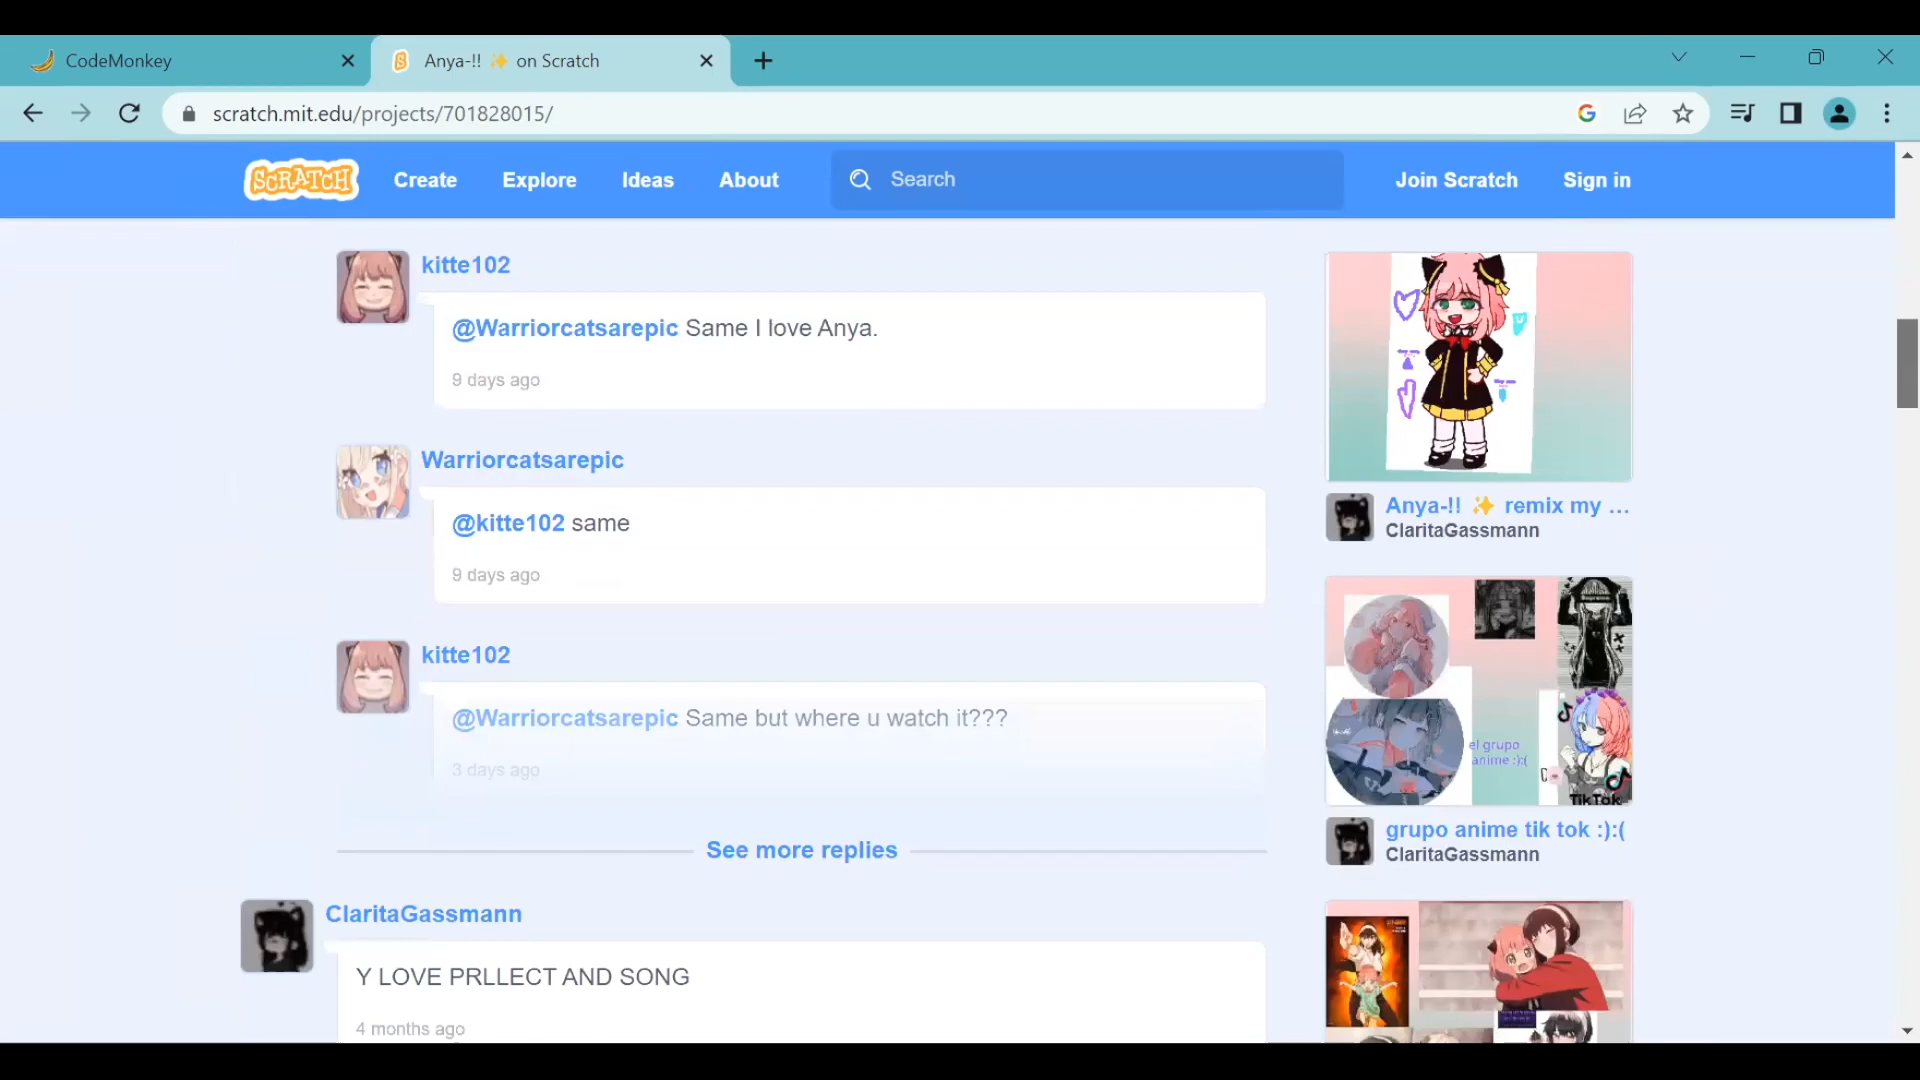 CodeMonkey
Anya-!! ✨ on Scratch
scratch.mit.edu/projects/701828015/
SCRATCH Create Explore Ideas About Search Join Scratch Sign in
kitte102
@Warriorcatsarepic Same I love Anya.
9 days ago
Warriorcatsarepic
@kitte102 same
9 days ago
kitte102
@Warriorcatsarepic Same but where u watch it???
3 days ago
See more replies
ClaritaGassmann
Y LOVE PRLLECT AND SONG
4 months ago
Anya-!! ✨ remix my ...
ClaritaGassmann
el grupo
anime :):(
TikTok
grupo anime tik tok :):(
ClaritaGassmann